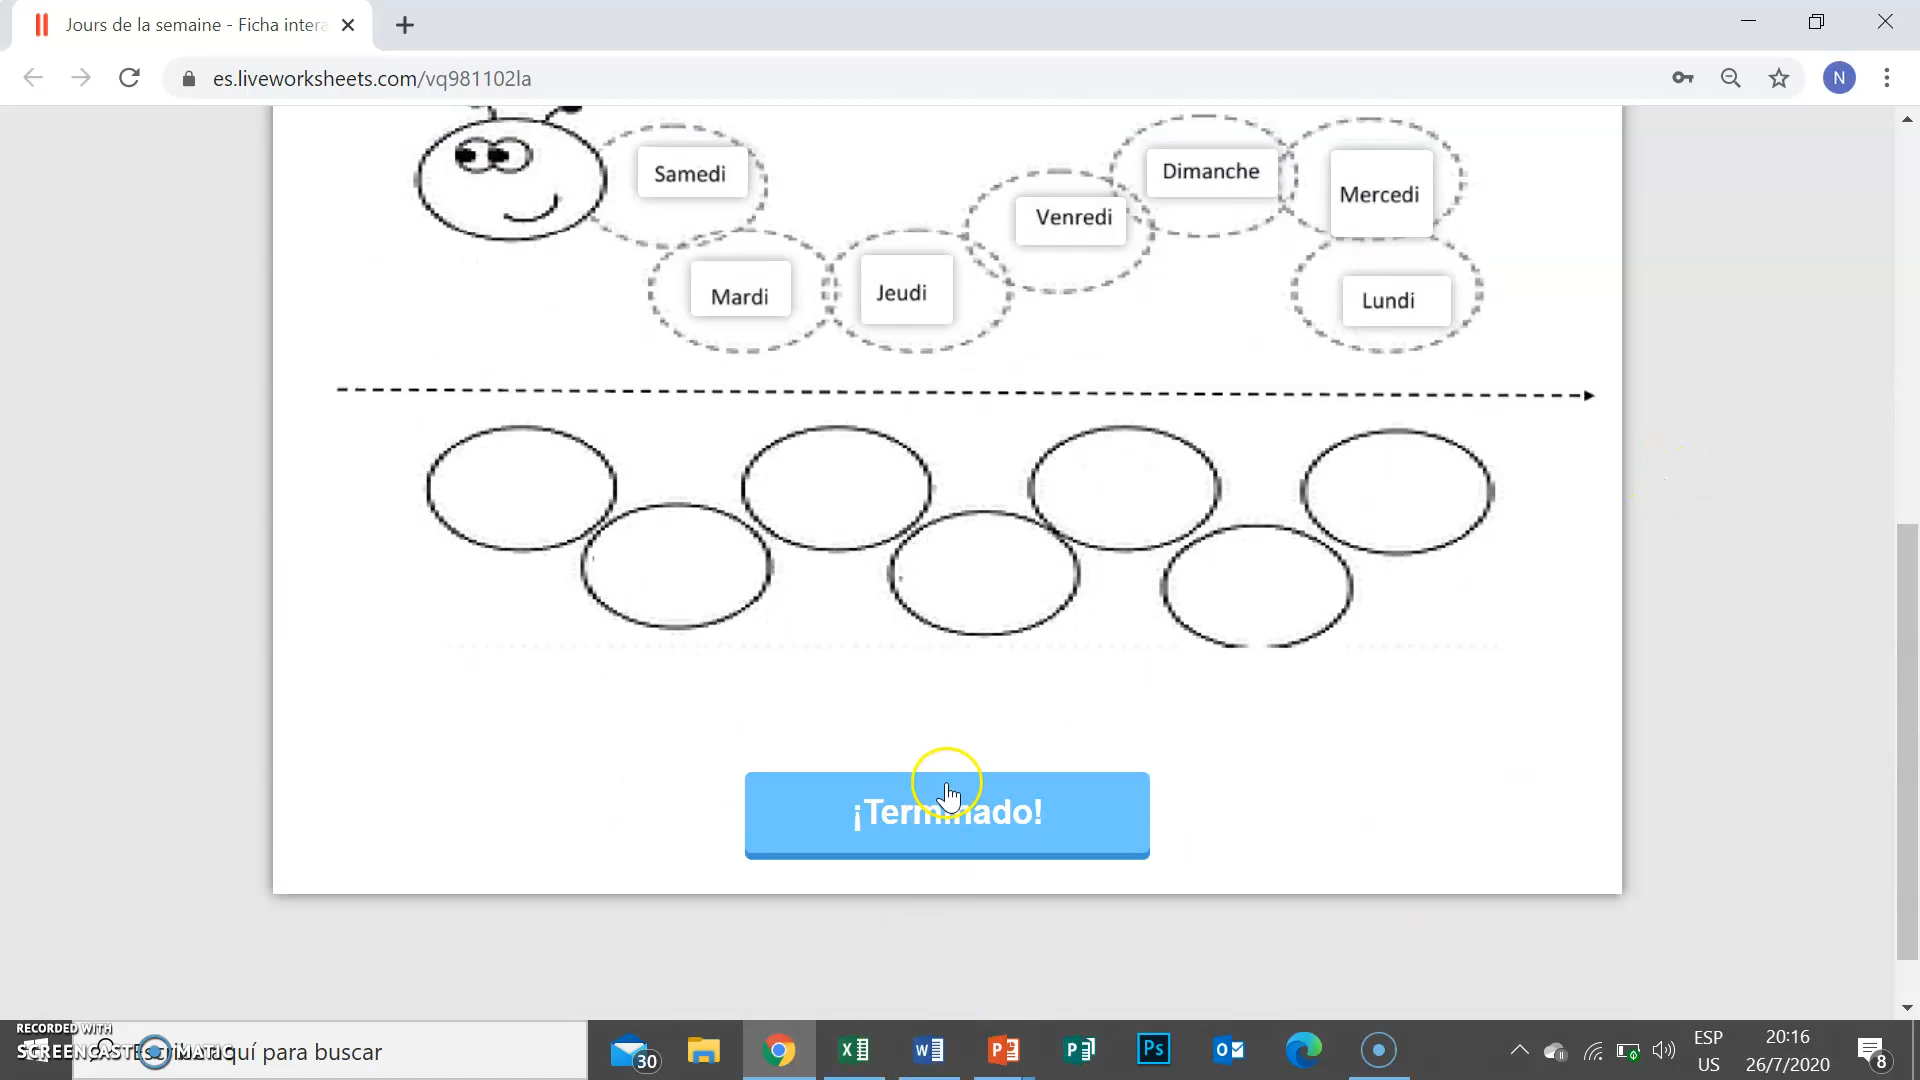 Jours de la semaine - Ficha intera
es.liveworksheets.com/vq981102la
N
Samedi
Dimanche
Mercedi
Venredi
Mardi
Jeudi
Lundi
¡Terminado!
RECORDED WITH
SCREENCAST MATIC
aquí para buscar
30
Ps
ESP
US
20:16
26/7/2020
8